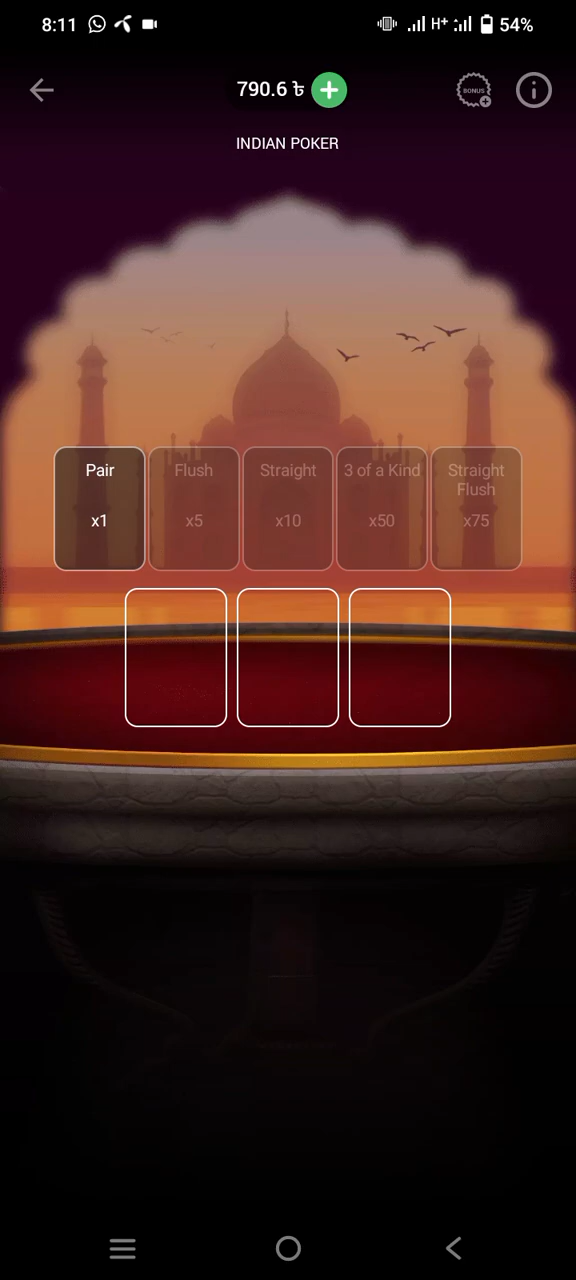 8:11 H+ 54%
790.6 ৳
BONUS
INDIAN POKER
Pair Flush Straight 3 of a Kind Straight Flush
x1 x5 x10 x50 x75